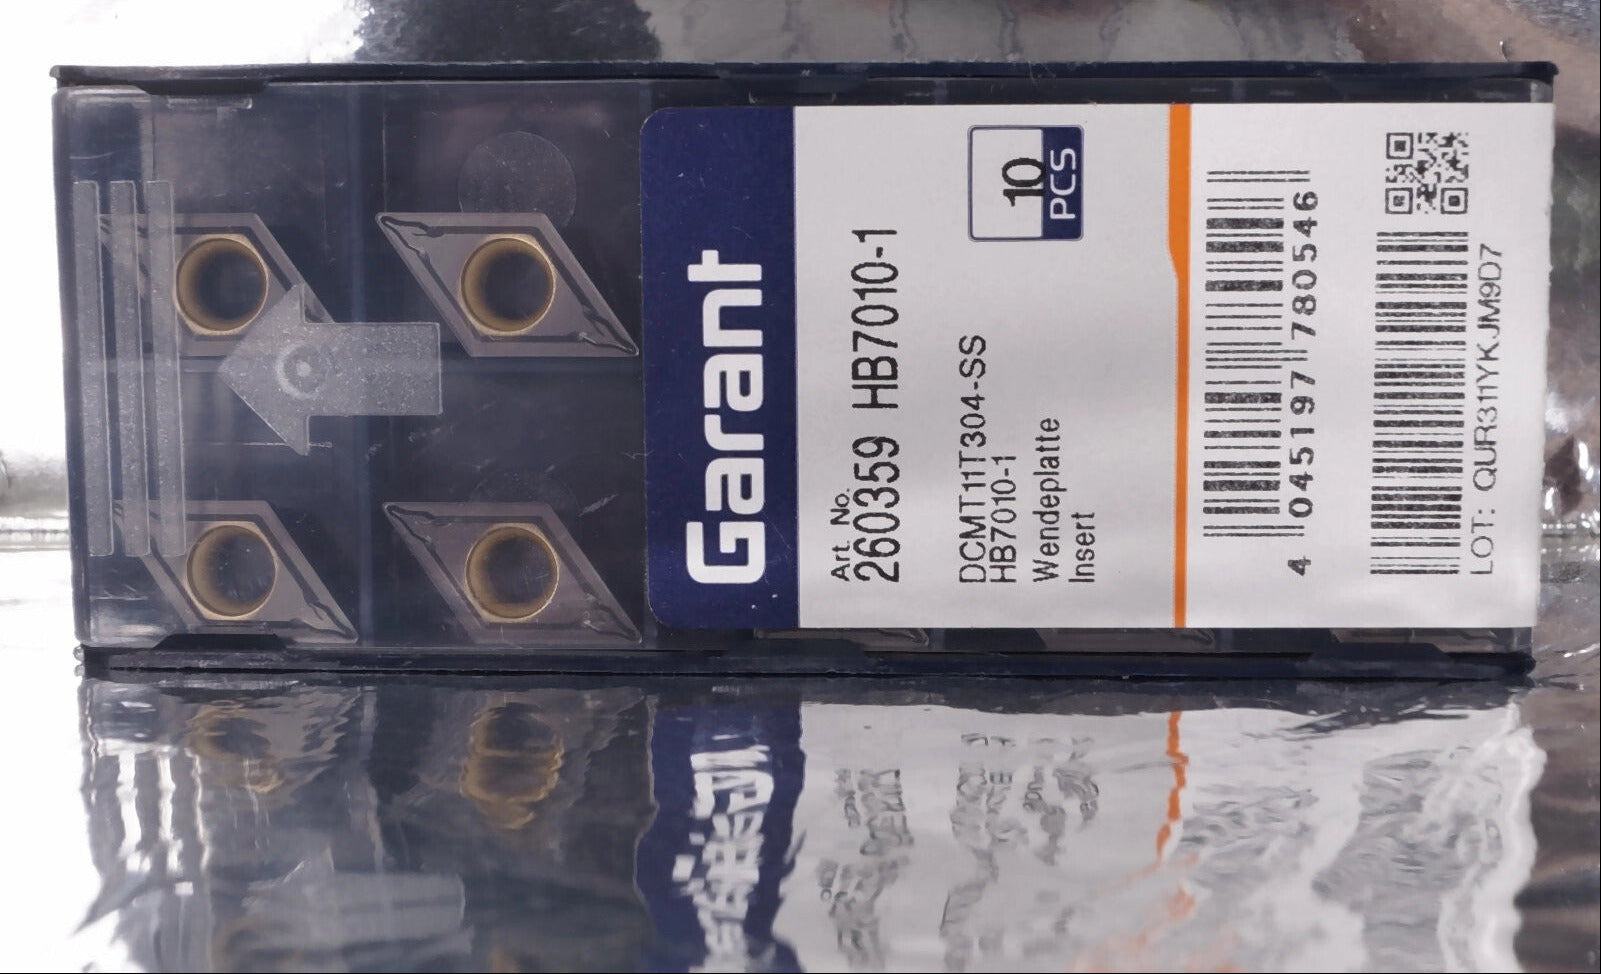 Garant
10
PCS
Art. No.
260359 HB7010-1
DCMT11T304-SS
HB7010-1
Wendeplatte
Insert
4 045197 780546
LOT: QUR311YKJM9D7